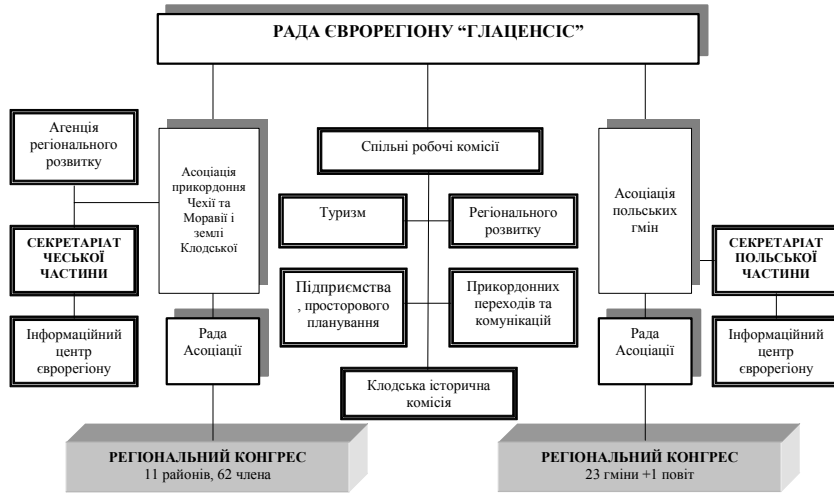 РАДА ЄВРОРЕГІОНУ “ГЛАЦЕНСІС”
Агенція
регіонального
розвитку
СЕКРЕТАРІАТ
ЧЕСЬКОЇ
ЧАСТИНИ
Інформаційний
центр
єврорегіону
Асоціація
прикордоння
Чехії та
Моравії і
землі
Клодської
Рада
Асоціації
Спільні робочі комісії
Туризм
Регіонального
розвитку
Підприємства
, просторового
планування
Прикордонних
переходів та
комунікацій
Клодська історична
комісія
Асоціація
польських
гмін
Рада
Асоціації
СЕКРЕТАРІАТ
ПОЛЬСЬКОЇ
ЧАСТИНИ
Інформаційний
центр
єврорегіону
РЕГІОНАЛЬНИЙ КОНГРЕС
11 районів, 62 члена
РЕГІОНАЛЬНИЙ КОНГРЕС
23 гміни +1 повіт